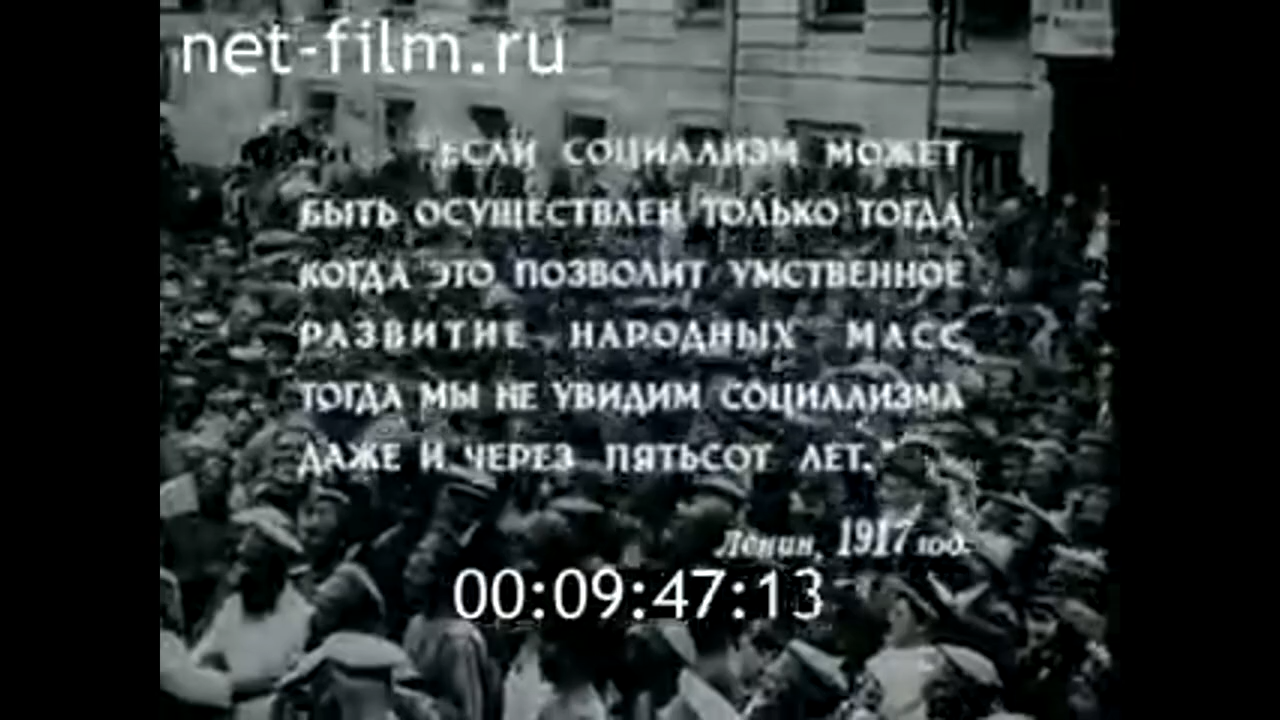 net-film.ru
"ЕСЛИ СОЦИАЛИЗМ МОЖЕТ
БЫТЬ ОСУЩЕСТВЛЕН ТОЛЬКО ТОГДА,
КОГДА ЭТО ПОЗВОЛИТ УМСТВЕННОЕ
РАЗВИТИЕ НАРОДНЫХ МАСС,
ТОГДА МЫ НЕ УВИДИМ СОЦИАЛИЗМА
ДАЖЕ И ЧЕРЕЗ ПЯТЬСОТ ЛЕТ."
Ленин, 1917 год.
00:09:47:13